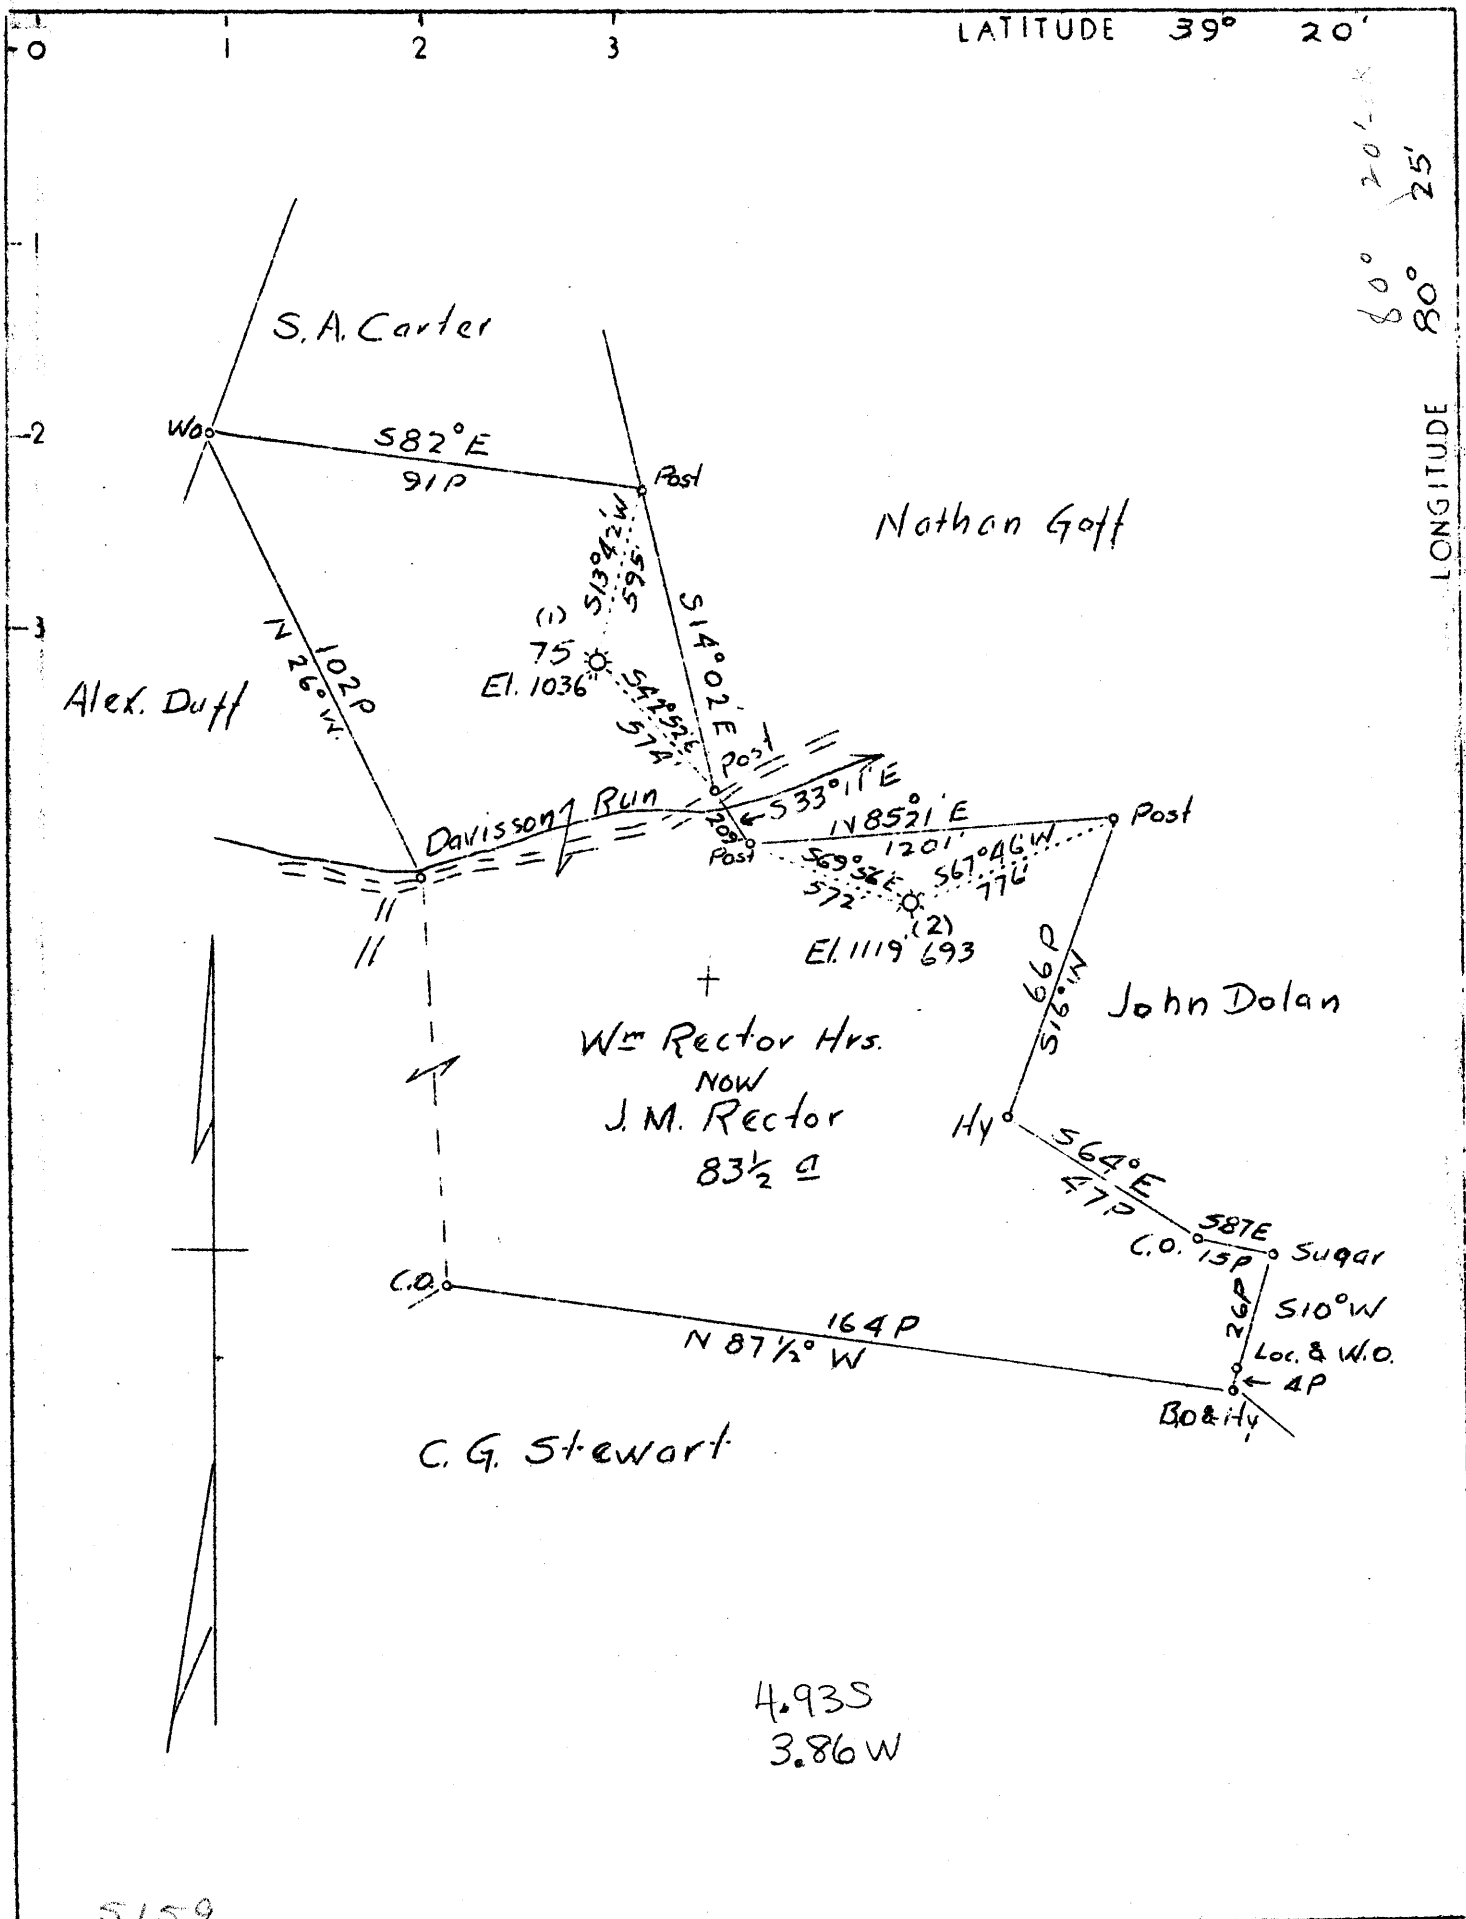 LATITUDE 39° 20'
0 1 2 3
80° 20'
LONGITUDE 80° 25'
1
S.A. Carter
2
Wo
S82°E
91P
Post
Nathan Goff
S13°42'W
595'
3
(1)
75
El. 1036'
S14°02'E
N 26° W.
102P
Alex. Duff
S42°52'E
574'
Post
Davisson Run
S33°11'E
209'
Post
N85°21'E
1201'
Post
S69°56'E
572'
S67°46'W
776'
(2)
El. 1119' 693
66P
S16°W
John Dolan
Wm Rector Hrs.
NOW
J.M. Rector
83½ a
Hy
S64°E
47P
C.O.
S87E
15P
Sugar
26P
S10°W
Loc. & W.O.
4P
B.O & Hy.
C.O.
164P
N 87½° W
C. G. Stewart
4.93S
3.86W
5159